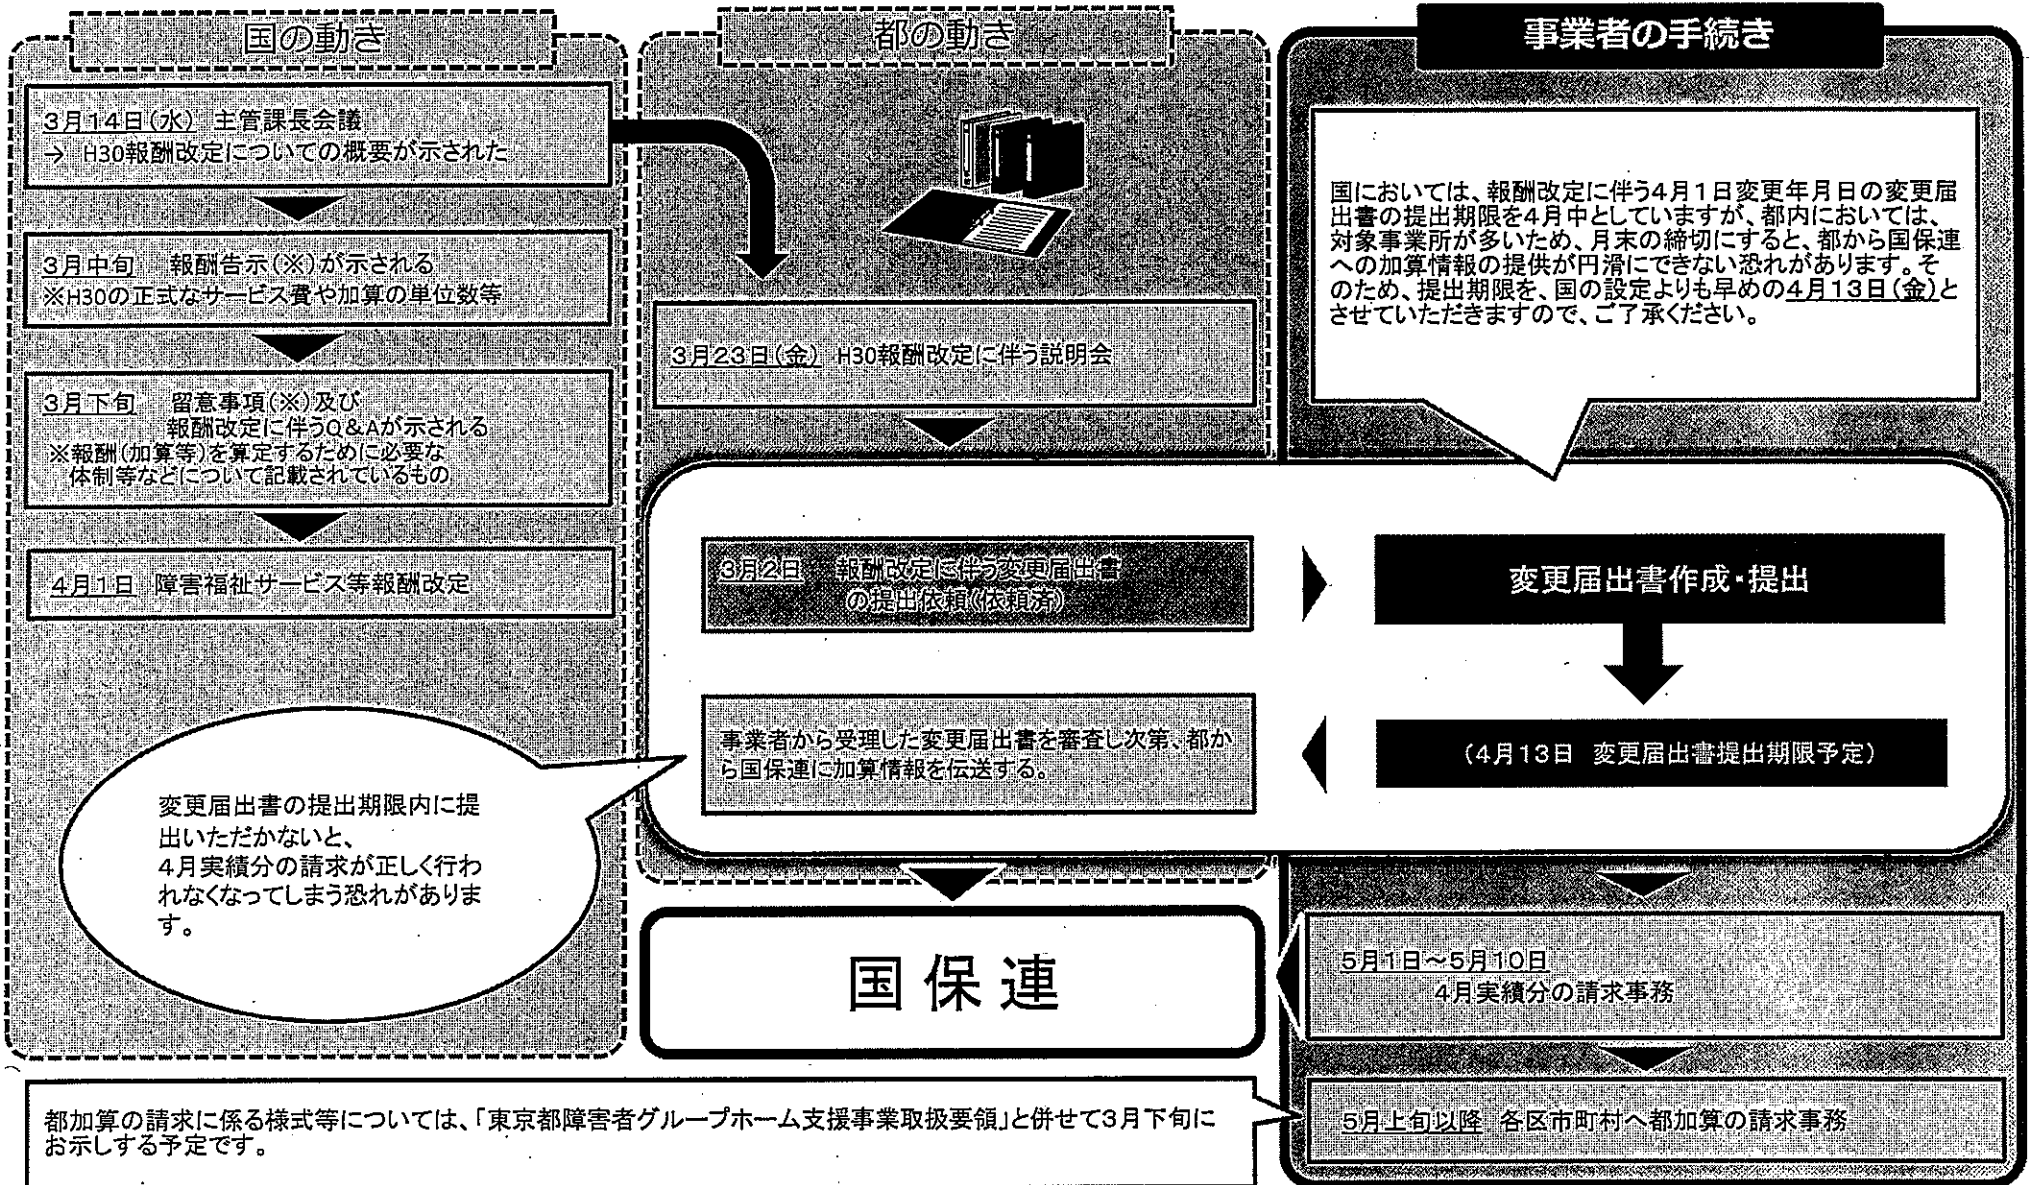 国の動き
3月14日(水) 主管課長会議
→ H30報酬改定についての概要が示された
3月中旬 報酬告示(※)が示される
※H30の正式なサービス費や加算の単位数等
3月下旬 留意事項(※)及び
報酬改定に伴うQ&Aが示される
※報酬(加算等)を算定するために必要な
体制等などについて記載されているもの
4月1日 障害福祉サービス等報酬改定
変更届出書の提出期限内に提
出いただかないと、
4月実績分の請求が正しく行わ
れなくなってしまう恐れがありま
す。
都の動き
3月23日(金) H30報酬改定に伴う説明会
3月2日 報酬改定に伴う変更届出書
の提出依頼(依頼済)
事業者から受理した変更届出書を審査し次第、都か
ら国保連に加算情報を伝送する。
国保連
事業者の手続き
国においては、報酬改定に伴う4月1日変更年月日の変更届
出書の提出期限を4月中としていますが、都内においては、
対象事業所が多いため、月末の締切にすると、都から国保連
への加算情報の提供が円滑にできない恐れがあります。そ
のため、提出期限を、国の設定よりも早めの4月13日(金)と
させていただきますので、ご了承ください。
変更届出書作成・提出
(4月13日 変更届出書提出期限予定)
5月1日~5月10日
4月実績分の請求事務
5月上旬以降 各区市町村へ都加算の請求事務
都加算の請求に係る様式等については、「東京都障害者グループホーム支援事業取扱要領」と併せて3月下旬に
お示しする予定です。